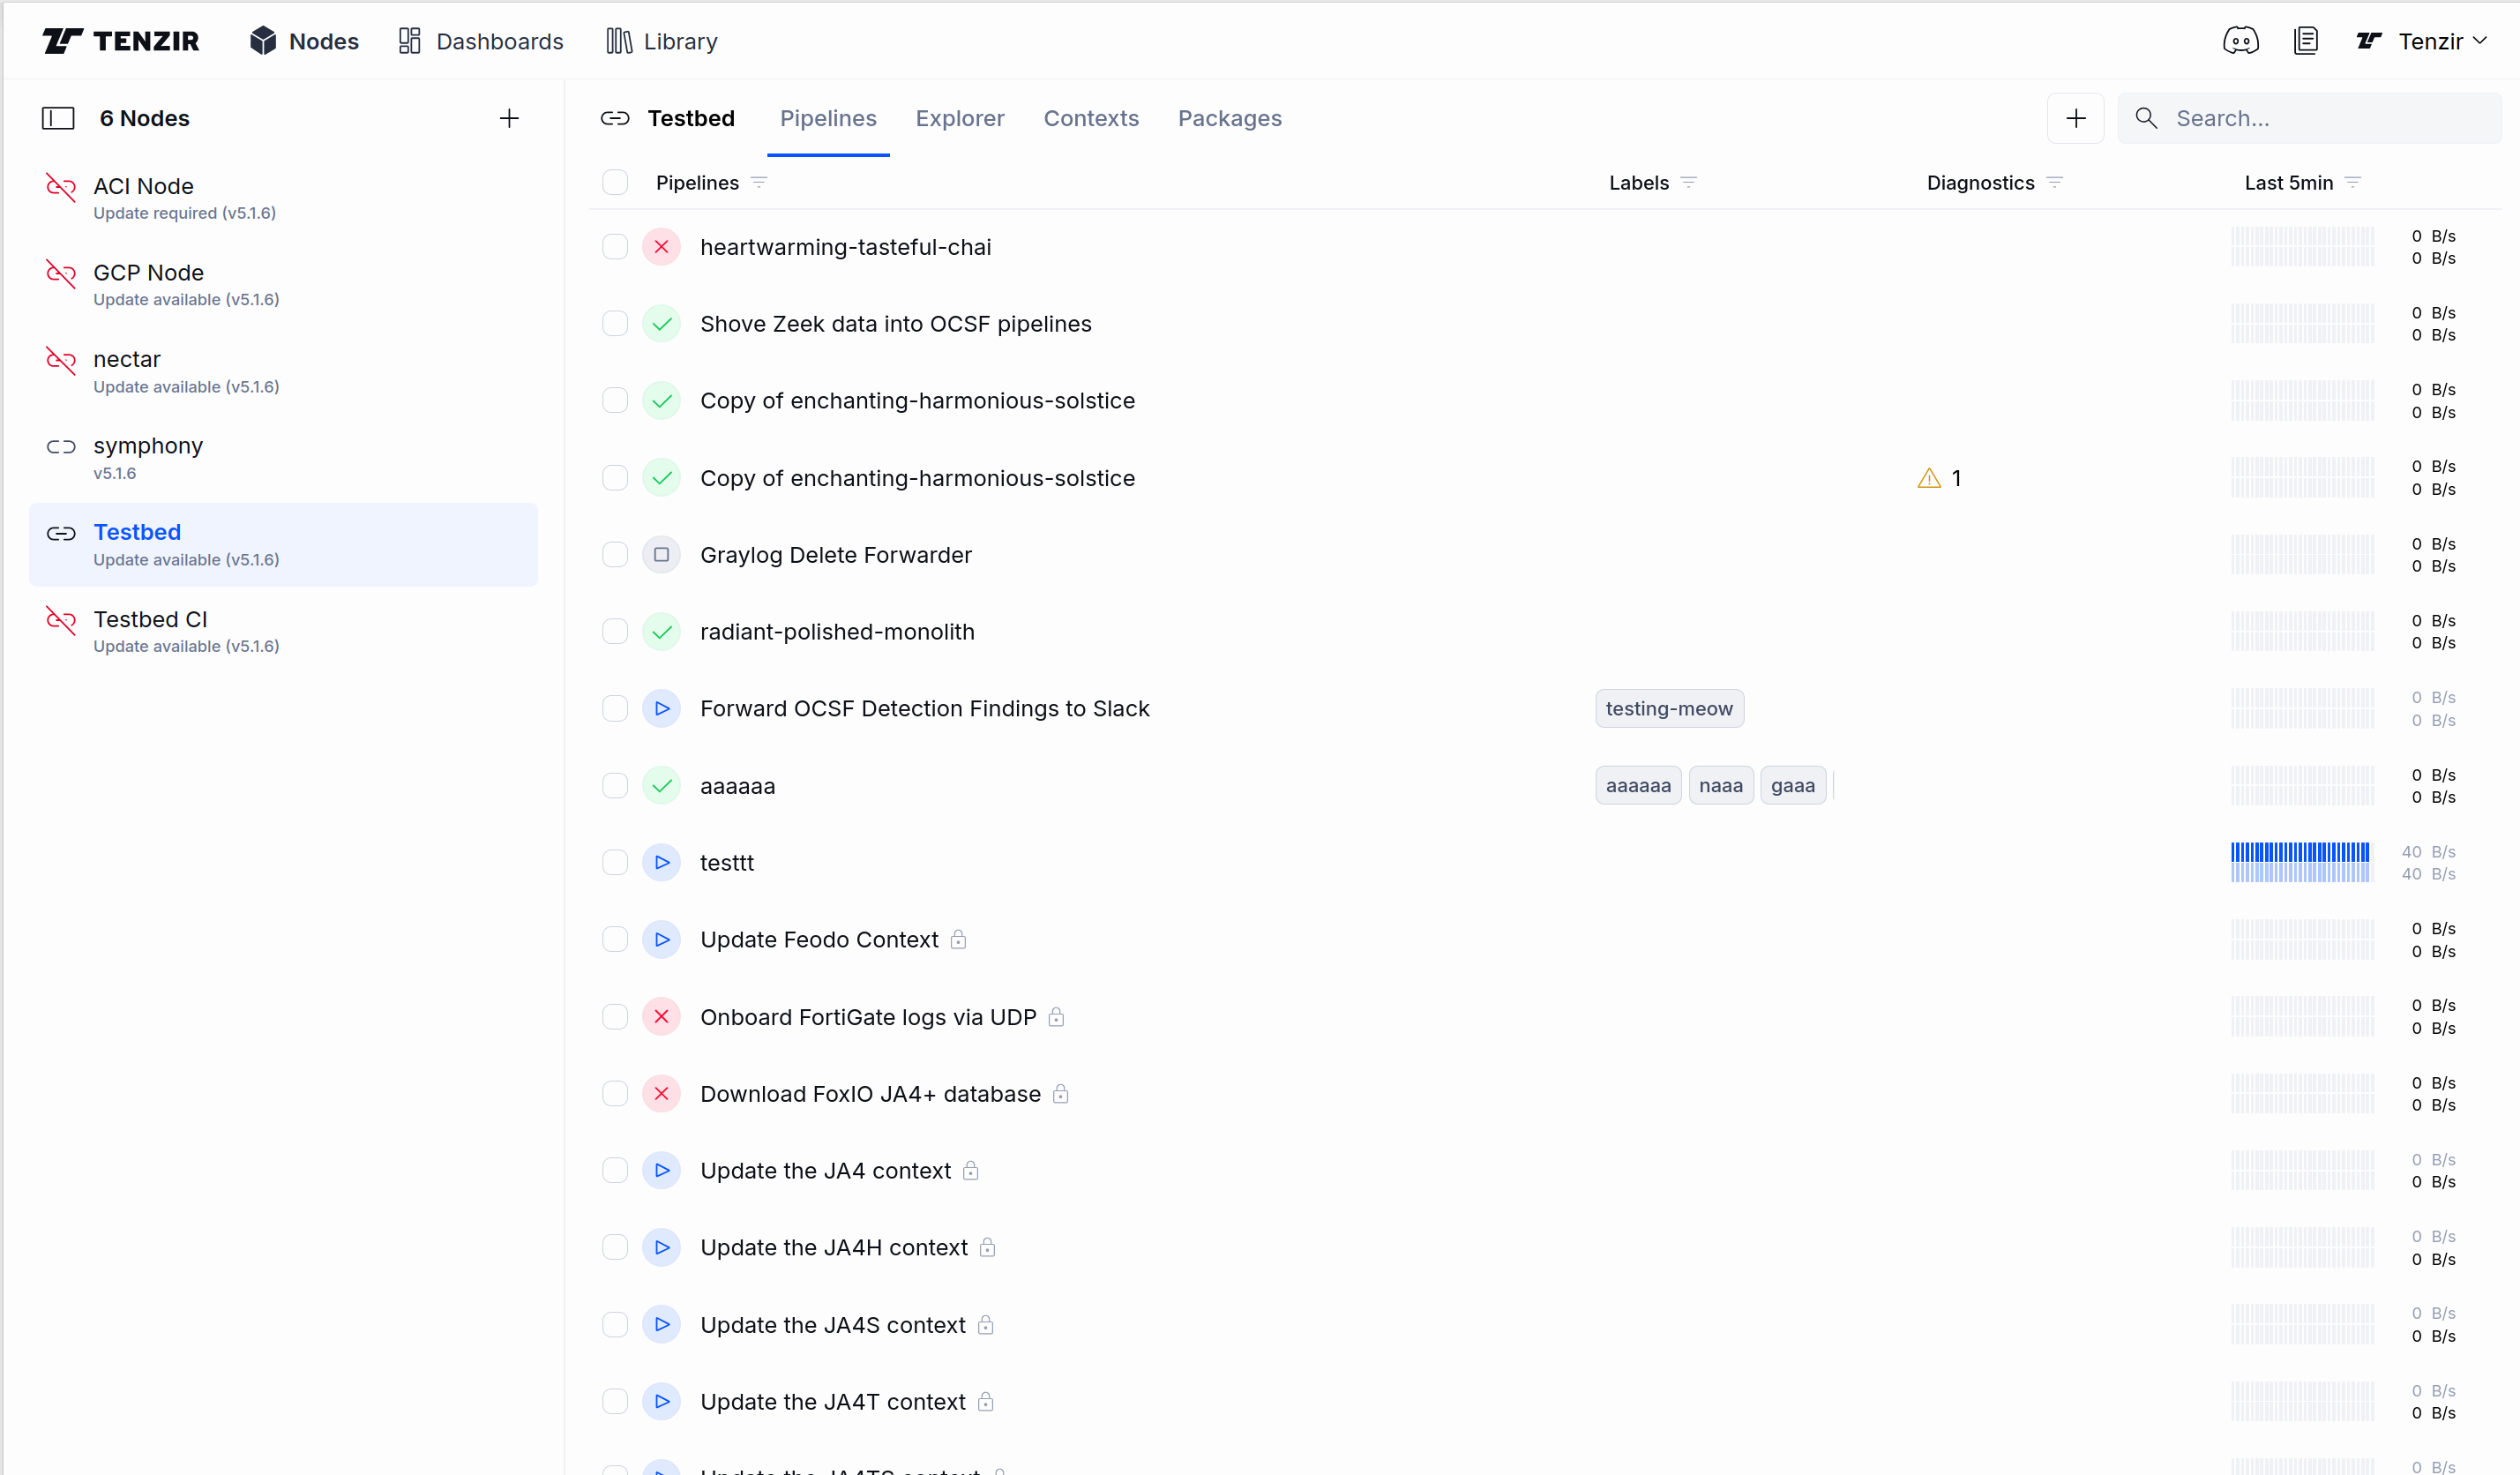 TENZIR Nodes Dashboards Library Tenzir
6 Nodes
ACI Node
Update required (v5.1.6)
GCP Node
Update available (v5.1.6)
nectar
Update available (v5.1.6)
symphony
v5.1.6
Testbed
Update available (v5.1.6)
Testbed CI
Update available (v5.1.6)
Testbed Pipelines Explorer Contexts Packages Search...
Pipelines Labels Diagnostics Last 5min
heartwarming-tasteful-chai 0 B/s
0 B/s
Shove Zeek data into OCSF pipelines 0 B/s
0 B/s
Copy of enchanting-harmonious-solstice 0 B/s
0 B/s
Copy of enchanting-harmonious-solstice 1 0 B/s
0 B/s
Graylog Delete Forwarder 0 B/s
0 B/s
radiant-polished-monolith 0 B/s
0 B/s
Forward OCSF Detection Findings to Slack testing-meow 0 B/s
0 B/s
aaaaaa aaaaaa naaa gaaa 0 B/s
0 B/s
testtt 40 B/s
40 B/s
Update Feodo Context 0 B/s
0 B/s
Onboard FortiGate logs via UDP 0 B/s
0 B/s
Download FoxIO JA4+ database 0 B/s
0 B/s
Update the JA4 context 0 B/s
0 B/s
Update the JA4H context 0 B/s
0 B/s
Update the JA4S context 0 B/s
0 B/s
Update the JA4T context 0 B/s
0 B/s
Update the JA4TS context 0 B/s